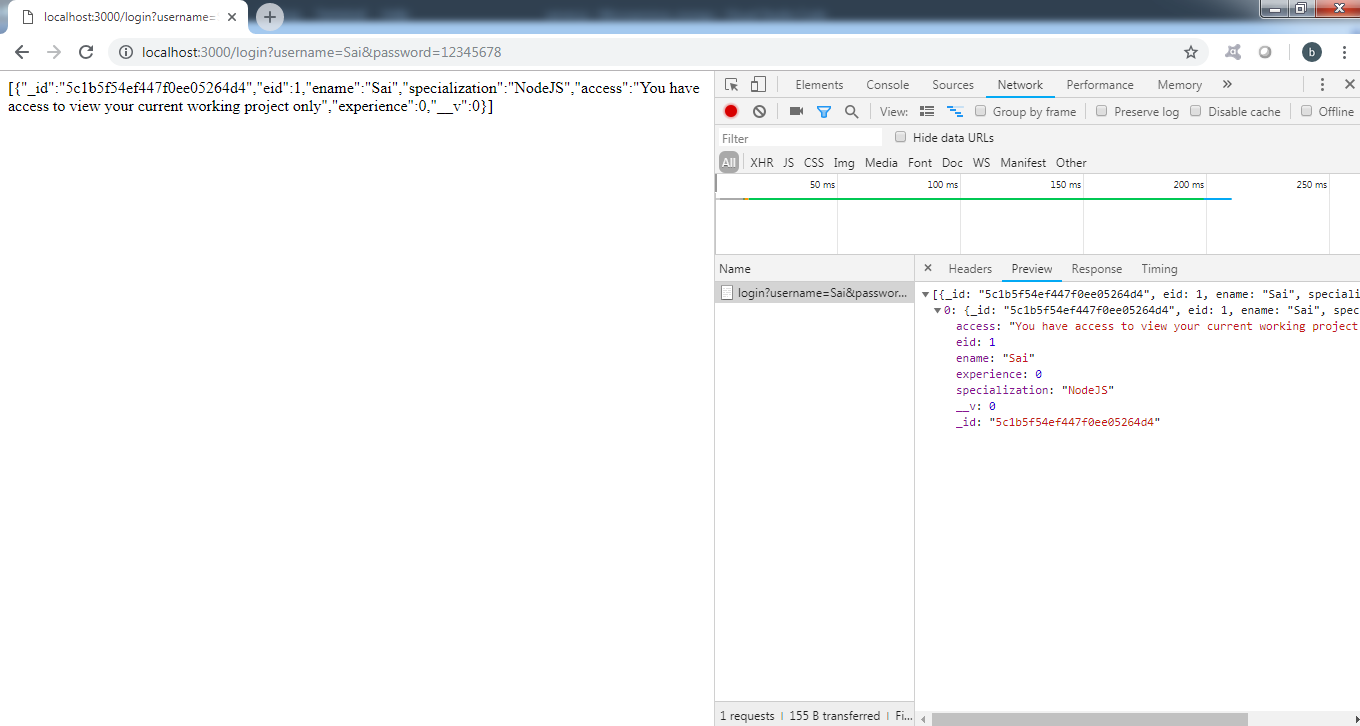 localhost:3000/login?username=S
localhost:3000/login?username=Sai&password=12345678
b
[{"_id":"5c1b5f54ef447f0ee05264d4","eid":1,"ename":"Sai","specialization":"NodeJS","access":"You have
access to view your current working project only","experience":0,"__v":0}]
Elements Console Sources Network Performance Memory
View: Group by frame Preserve log Disable cache Offline
Filter Hide data URLs
All XHR JS CSS Img Media Font Doc WS Manifest Other
50 ms 100 ms 150 ms 200 ms 250 ms
Name
login?username=Sai&passwor...
Headers Preview Response Timing
[{_id: "5c1b5f54ef447f0ee05264d4", eid: 1, ename: "Sai", speciali
0: {_id: "5c1b5f54ef447f0ee05264d4", eid: 1, ename: "Sai", spec
access: "You have access to view your current working project
eid: 1
ename: "Sai"
experience: 0
specialization: "NodeJS"
__v: 0
_id: "5c1b5f54ef447f0ee05264d4"
1 requests | 155 B transferred | Fi...